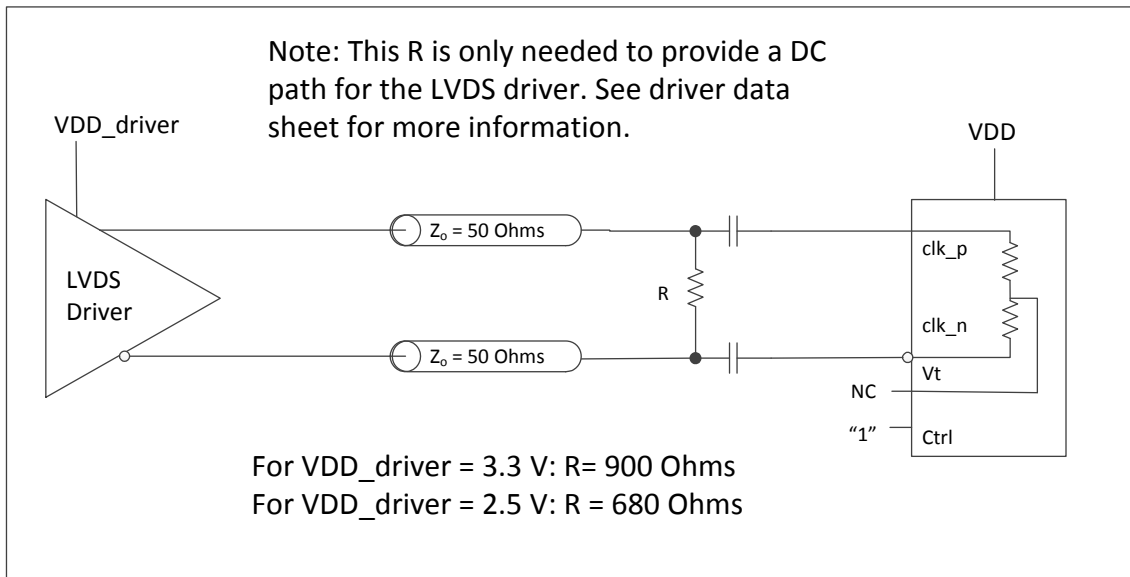 Note: This R is only needed to provide a DC
path for the LVDS driver. See driver data
sheet for more information.
VDD_driver
VDD
Zo = 50 Ohms
clk_p
LVDS
Driver
R
clk_n
Zo = 50 Ohms
Vt
NC
“1”
Ctrl
For VDD_driver = 3.3 V: R= 900 Ohms
For VDD_driver = 2.5 V: R = 680 Ohms